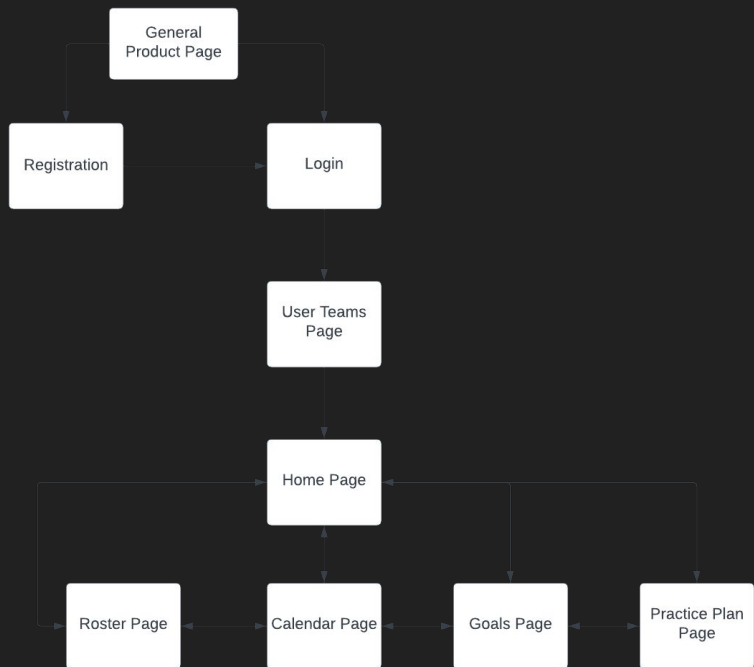 General
Product Page
Registration
Login
User Teams
Page
Home Page
Roster Page
Calendar Page
Goals Page
Practice Plan
Page